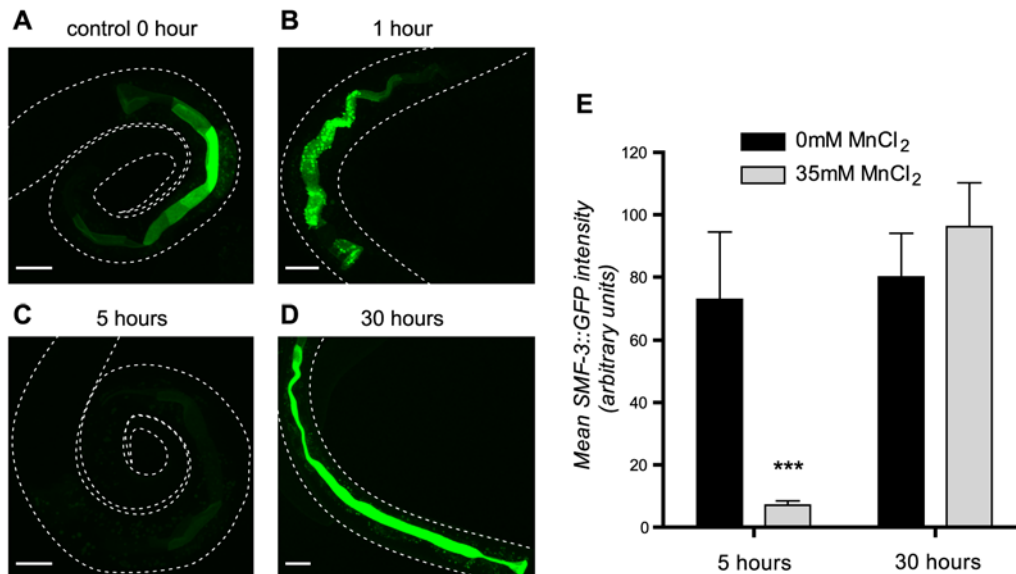 A
control 0 hour
B
1 hour
C
5 hours
D
30 hours
E
0mM MnCl₂
35mM MnCl₂
Mean SMF-3::GFP intensity
(arbitrary units)
120
100
80
60
40
20
0
***
5 hours
30 hours